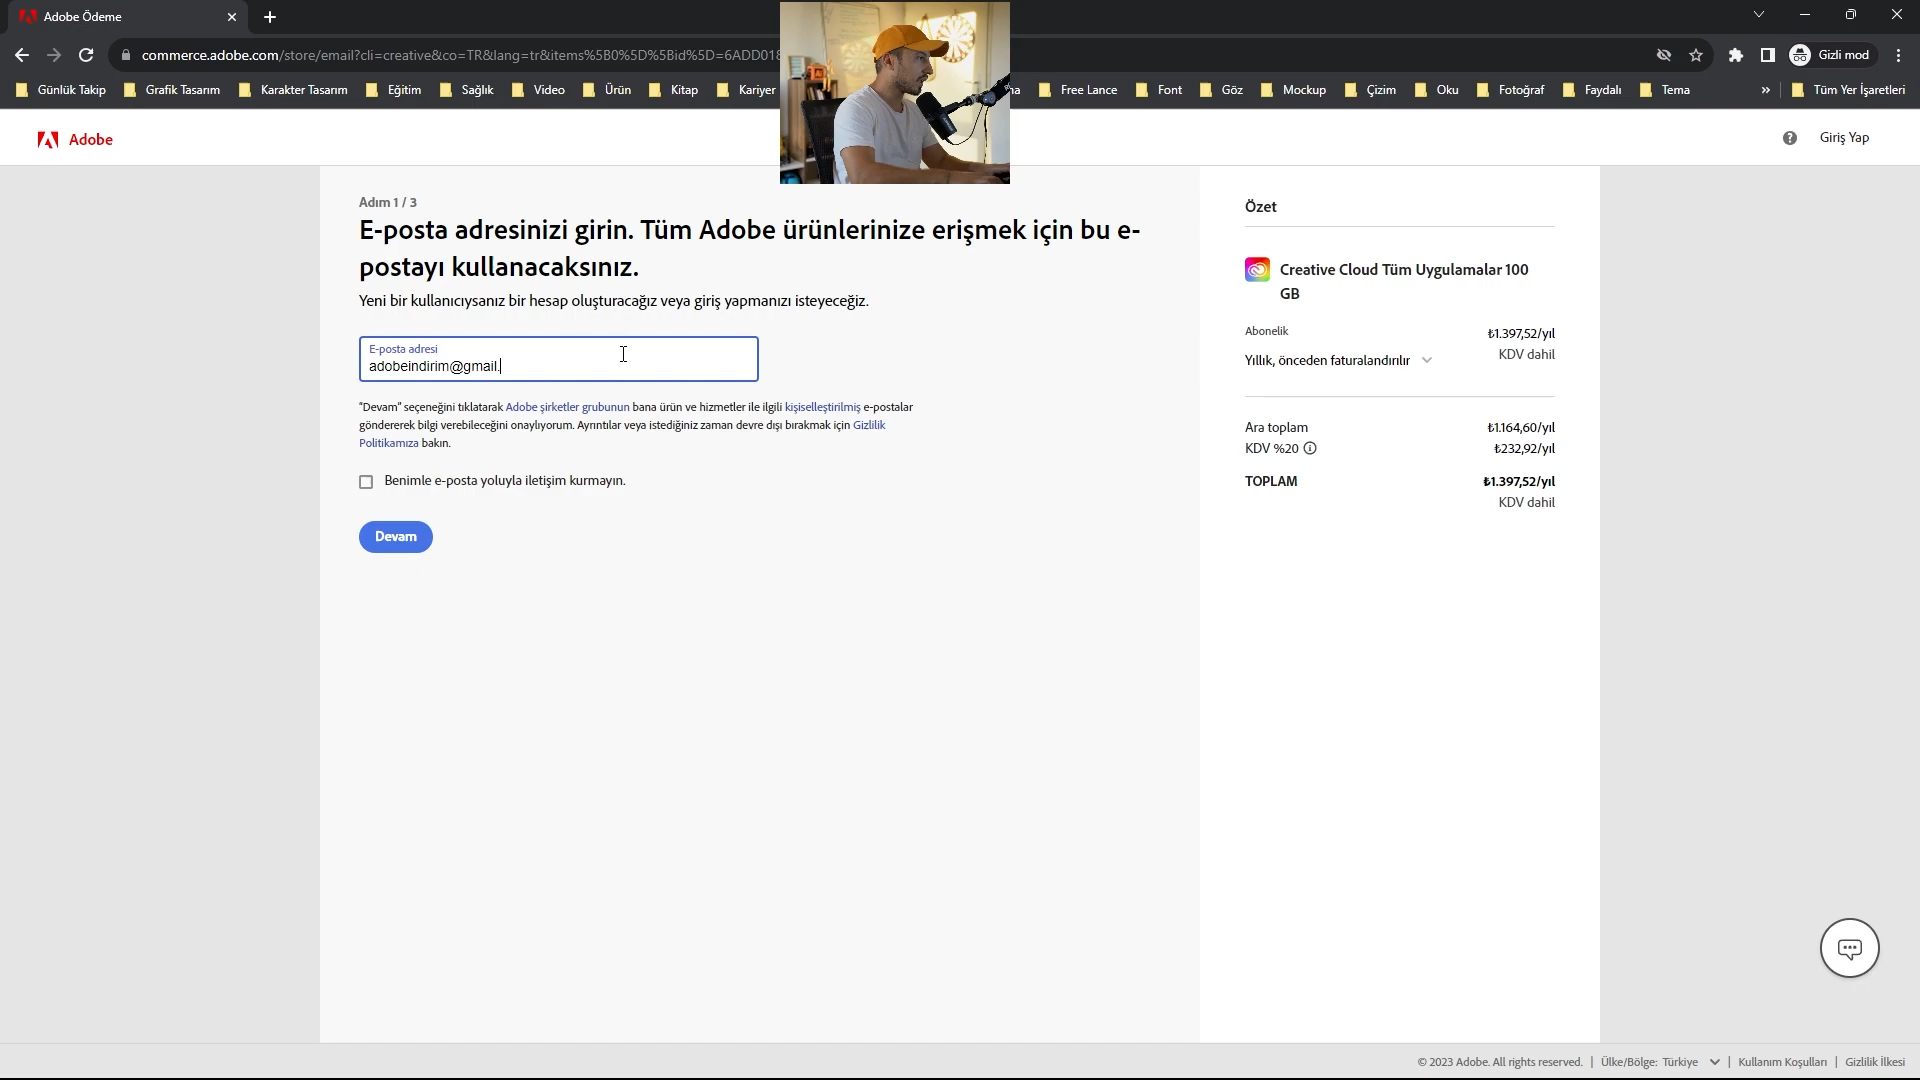 Adobe Ödeme
commerce.adobe.com/store/email?cli=creative&co=TR&lang=tr&items%5B0%5D%5Bid%5D=6ADD018
Gizli mod
Günlük Takip
Grafik Tasarım
Karakter Tasarım
Eğitim
Sağlık
Video
Ürün
Kitap
Kariyer
Free Lance
Font
Göz
Mockup
Çizim
Oku
Fotoğraf
Faydalı
Tema
»
Tüm Yer İşaretleri
Adobe
Giriş Yap
Adım 1 / 3
E-posta adresinizi girin. Tüm Adobe ürünlerinize erişmek için bu e-
postayı kullanacaksınız.
Yeni bir kullanıcıysanız bir hesap oluşturacağız veya giriş yapmanızı isteyeceğiz.
E-posta adresi
adobeindirim@gmail.
"Devam" seçeneğini tıklatarak Adobe şirketler grubunun bana ürün ve hizmetler ile ilgili kişiselleştirilmiş e-postalar
göndererek bilgi verebileceğini onaylıyorum. Ayrıntılar veya istediğiniz zaman devre dışı bırakmak için Gizlilik
Politikamıza bakın.
Benimle e-posta yoluyla iletişim kurmayın.
Devam
Özet
Creative Cloud Tüm Uygulamalar 100
GB
Abonelik
₺1.397,52/yıl
Yıllık, önceden faturalandırılır
KDV dahil
Ara toplam ₺1.164,60/yıl
KDV %20 ₺232,92/yıl
TOPLAM ₺1.397,52/yıl
KDV dahil
© 2023 Adobe. All rights reserved. | Ülke/Bölge: Türkiye | Kullanım Koşulları | Gizlilik İlkesi